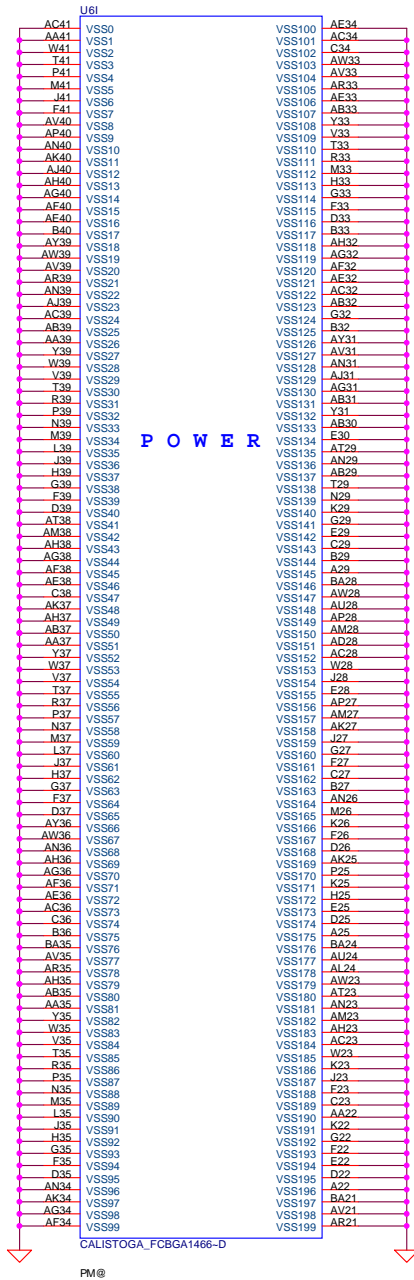 U6I
AC41 VSS0 VSS100 AE34
AA41 VSS1 VSS101 AC34
W41 VSS2 VSS102 C34
T41 VSS3 VSS103 AW33
P41 VSS4 VSS104 AV33
M41 VSS5 VSS105 AR33
J41 VSS6 VSS106 AE33
F41 VSS7 VSS107 AB33
AV40 VSS8 VSS108 Y33
AP40 VSS9 VSS109 V33
AN40 VSS10 VSS110 T33
AK40 VSS11 VSS111 R33
AJ40 VSS12 VSS112 M33
AH40 VSS13 VSS113 H33
AG40 VSS14 VSS114 G33
AF40 VSS15 VSS115 F33
AE40 VSS16 VSS116 D33
B40 VSS17 VSS117 B33
AY39 VSS18 VSS118 AH32
AW39 VSS19 VSS119 AG32
AV39 VSS20 VSS120 AF32
AR39 VSS21 VSS121 AE32
AN39 VSS22 VSS122 AC32
AJ39 VSS23 VSS123 AB32
AC39 VSS24 VSS124 G32
AB39 VSS25 VSS125 B32
AA39 VSS26 VSS126 AY31
Y39 VSS27 VSS127 AV31
W39 VSS28 VSS128 AN31
V39 VSS29 VSS129 AJ31
T39 VSS30 VSS130 AG31
R39 VSS31 VSS131 AB31
P39 VSS32 VSS132 Y31
N39 VSS33 VSS133 AB30
M39 VSS34 P O W E R VSS134 E30
L39 VSS35 VSS135 AT29
J39 VSS36 VSS136 AN29
H39 VSS37 VSS137 AB29
G39 VSS38 VSS138 T29
F39 VSS39 VSS139 N29
D39 VSS40 VSS140 K29
AT38 VSS41 VSS141 G29
AM38 VSS42 VSS142 E29
AH38 VSS43 VSS143 C29
AG38 VSS44 VSS144 B29
AF38 VSS45 VSS145 A29
AE38 VSS46 VSS146 BA28
C38 VSS47 VSS147 AW28
AK37 VSS48 VSS148 AU28
AH37 VSS49 VSS149 AP28
AB37 VSS50 VSS150 AM28
AA37 VSS51 VSS151 AD28
Y37 VSS52 VSS152 AC28
W37 VSS53 VSS153 W28
V37 VSS54 VSS154 J28
T37 VSS55 VSS155 E28
R37 VSS56 VSS156 AP27
P37 VSS57 VSS157 AM27
N37 VSS58 VSS158 AK27
M37 VSS59 VSS159 J27
L37 VSS60 VSS160 G27
J37 VSS61 VSS161 F27
H37 VSS62 VSS162 C27
G37 VSS63 VSS163 B27
F37 VSS64 VSS164 AN26
D37 VSS65 VSS165 M26
AY36 VSS66 VSS166 K26
AW36 VSS67 VSS167 F26
AN36 VSS68 VSS168 D26
AH36 VSS69 VSS169 AK25
AG36 VSS70 VSS170 P25
AF36 VSS71 VSS171 K25
AE36 VSS72 VSS172 H25
AC36 VSS73 VSS173 E25
C36 VSS74 VSS174 D25
B36 VSS75 VSS175 A25
BA35 VSS76 VSS176 BA24
AV35 VSS77 VSS177 AU24
AR35 VSS78 VSS178 AL24
AH35 VSS79 VSS179 AW23
AB35 VSS80 VSS180 AT23
AA35 VSS81 VSS181 AN23
Y35 VSS82 VSS182 AM23
W35 VSS83 VSS183 AH23
V35 VSS84 VSS184 AC23
T35 VSS85 VSS185 W23
R35 VSS86 VSS186 K23
P35 VSS87 VSS187 J23
N35 VSS88 VSS188 F23
M35 VSS89 VSS189 C23
L35 VSS90 VSS190 AA22
J35 VSS91 VSS191 K22
H35 VSS92 VSS192 G22
G35 VSS93 VSS193 F22
F35 VSS94 VSS194 E22
D35 VSS95 VSS195 D22
AN34 VSS96 VSS196 A22
AK34 VSS97 VSS197 BA21
AG34 VSS98 VSS198 AV21
AF34 VSS99 VSS199 AR21
CALISTOGA_FCBGA1466~D
PM@